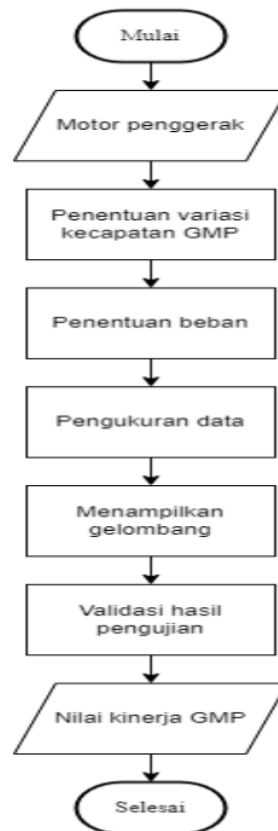 Mulai
Motor penggerak
Penentuan variasi
kecapatan GMP
Penentuan beban
Pengukuran data
Menampilkan
gelombang
Validasi hasil
pengujian
Nilai kinerja GMP
Selesai